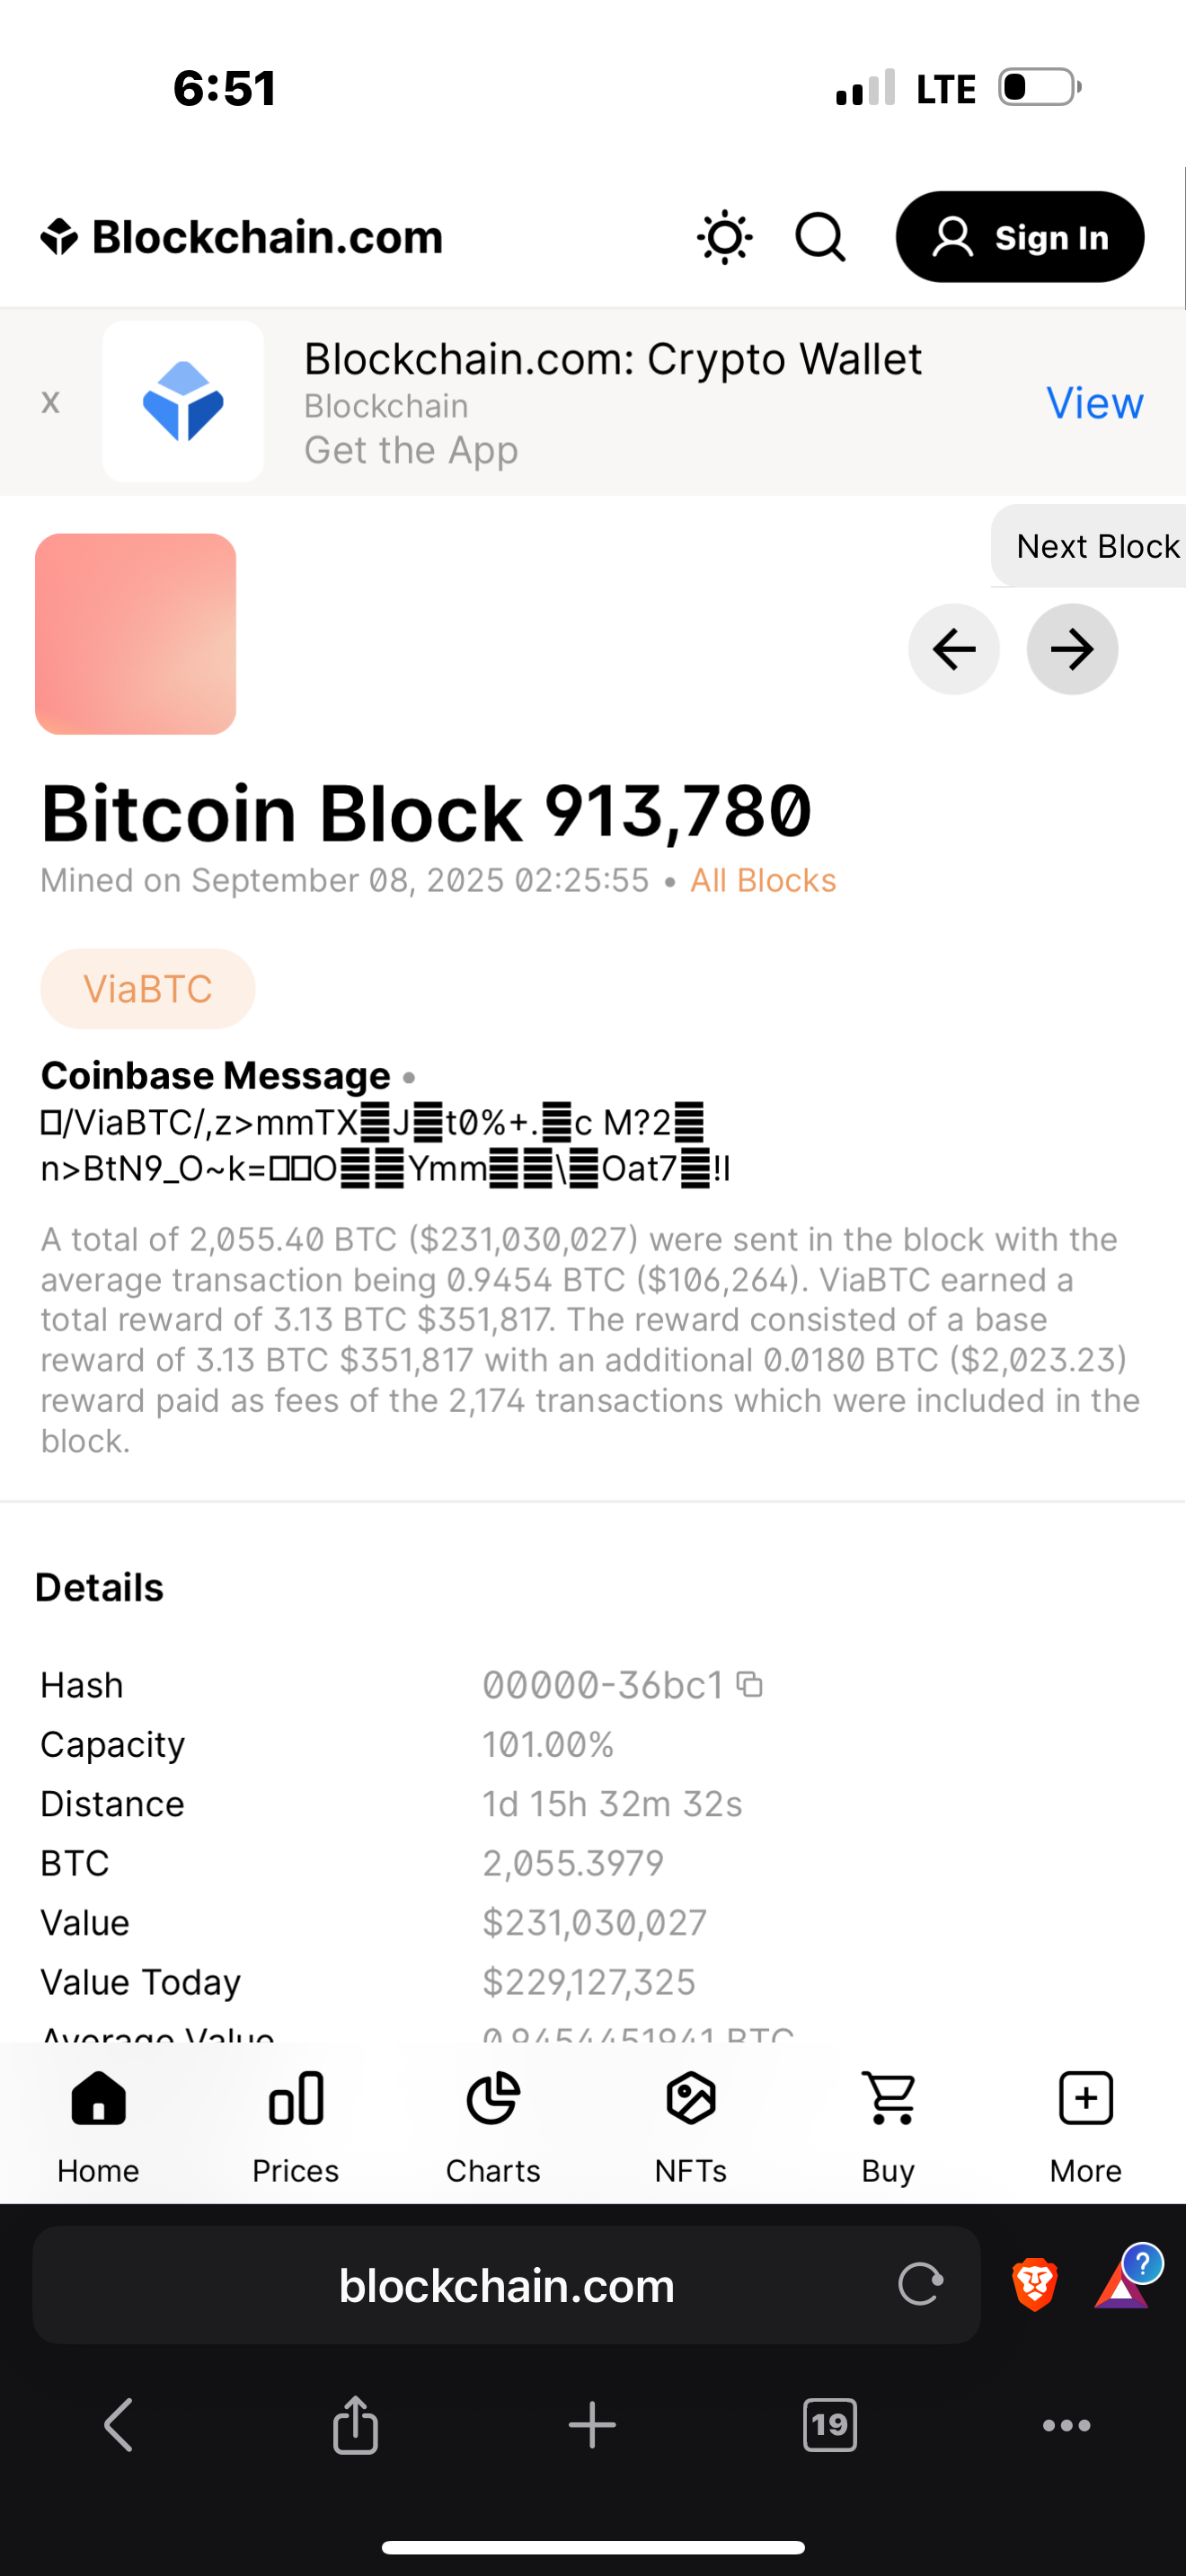 6:51
LTE
Blockchain.com
Sign In
x
Blockchain.com: Crypto Wallet
Blockchain
Get the App
View
Next Block
Bitcoin Block 913,780
Mined on September 08, 2025 02:25:55 • All Blocks
ViaBTC
Coinbase Message •
□/ViaBTC/,z>mmTX▤J▤t0%+.▤c M?2▤
n>BtN9_O~k=□□O▤▤Ymm▤▤\▤Oat7▤!I
A total of 2,055.40 BTC ($231,030,027) were sent in the block with the
average transaction being 0.9454 BTC ($106,264). ViaBTC earned a
total reward of 3.13 BTC $351,817. The reward consisted of a base
reward of 3.13 BTC $351,817 with an additional 0.0180 BTC ($2,023.23)
reward paid as fees of the 2,174 transactions which were included in the
block.
Details
Hash 00000-36bc1
Capacity 101.00%
Distance 1d 15h 32m 32s
BTC 2,055.3979
Value $231,030,027
Value Today $229,127,325
Average Value 0.9454451941 BTC
Home Prices Charts NFTs Buy More
blockchain.com
?
19